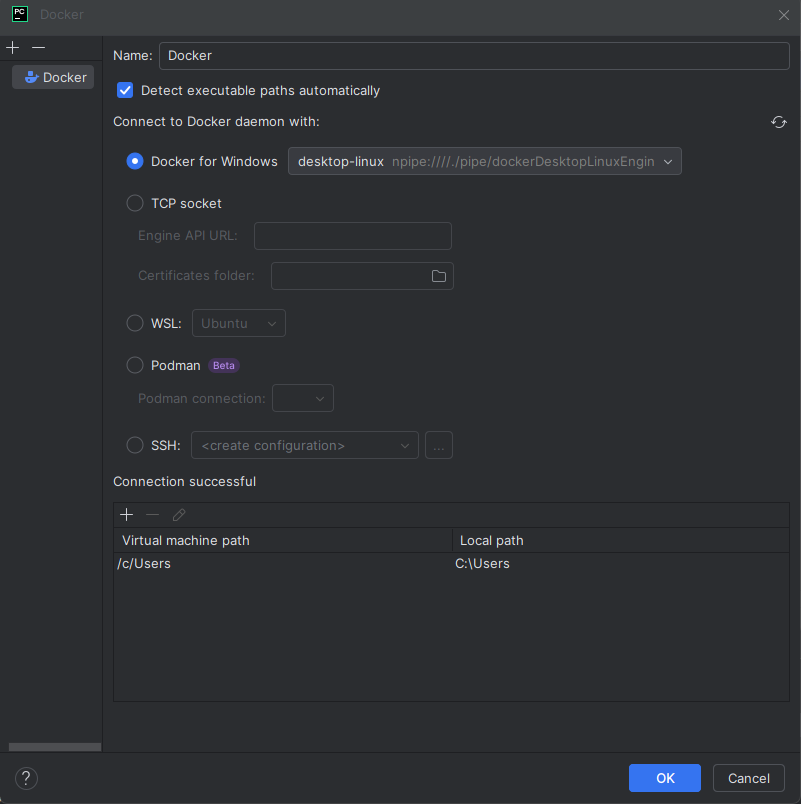 PC Docker
Docker
Name: Docker
Detect executable paths automatically
Connect to Docker daemon with:
Docker for Windows desktop-linux npipe:////./pipe/dockerDesktopLinuxEngin
TCP socket
Engine API URL:
Certificates folder:
WSL: Ubuntu
Podman Beta
Podman connection:
SSH: <create configuration> ...
Connection successful
Virtual machine path Local path
/c/Users C:\Users
? OK Cancel